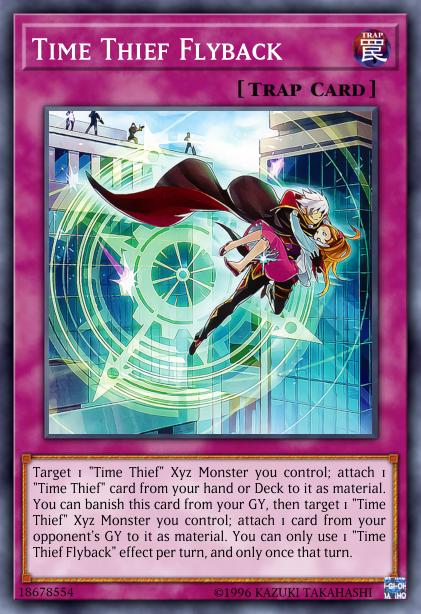 TIME THIEF FLYBACK
TRAP
罠
[TRAP CARD]
Target 1 "Time Thief" Xyz Monster you control; attach 1
"Time Thief" card from your hand or Deck to it as material.
You can banish this card from your GY, then target 1 "Time
Thief" Xyz Monster you control; attach 1 card from your
opponent's GY to it as material. You can only use 1 "Time
Thief Flyback" effect per turn, and only once that turn.
18678554
©1996 KAZUKI TAKAHASHI